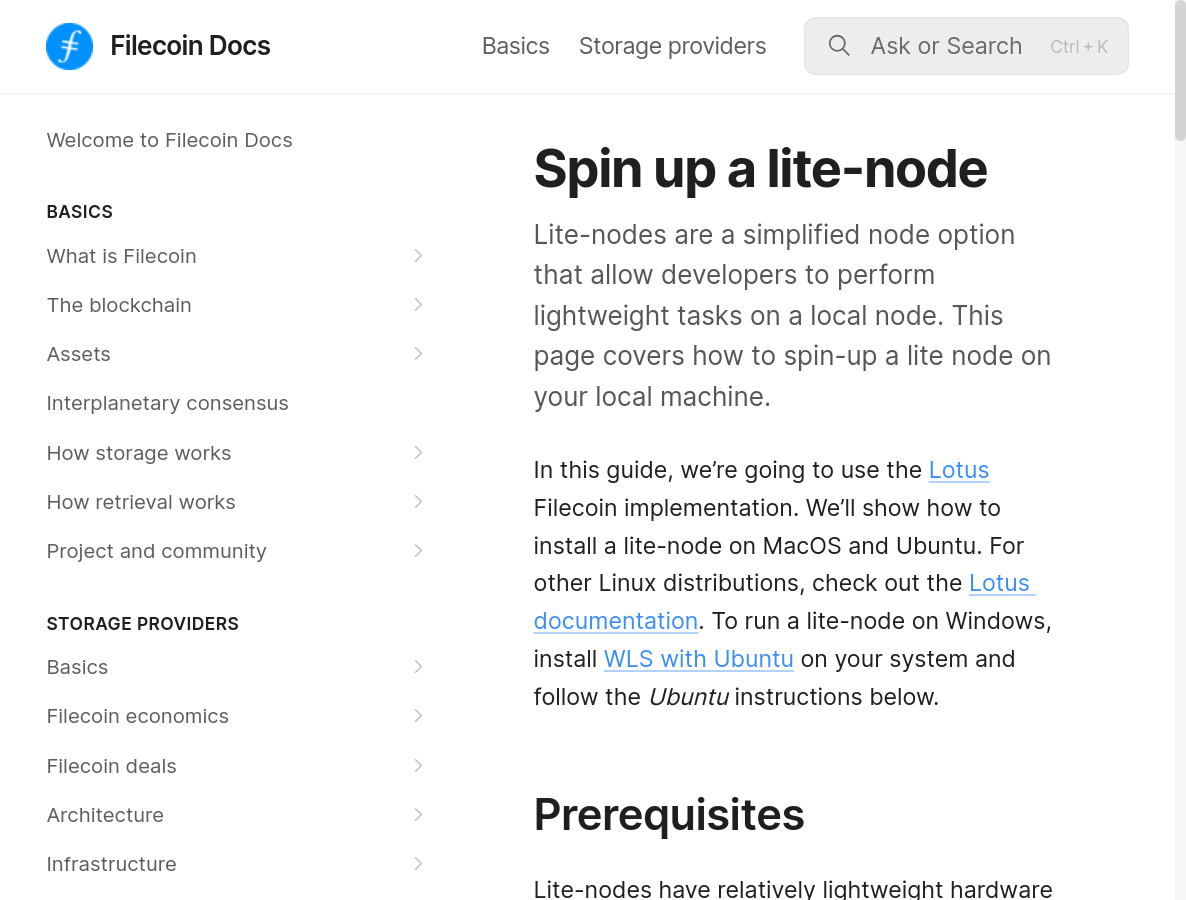 Filecoin Docs
Basics
Storage providers
Ask or Search
Ctrl + K
Welcome to Filecoin Docs
BASICS
What is Filecoin
The blockchain
Assets
Interplanetary consensus
How storage works
How retrieval works
Project and community
STORAGE PROVIDERS
Basics
Filecoin economics
Filecoin deals
Architecture
Infrastructure
Spin up a lite-node
Lite-nodes are a simplified node option
that allow developers to perform
lightweight tasks on a local node. This
page covers how to spin-up a lite node on
your local machine.
In this guide, we’re going to use the Lotus
Filecoin implementation. We’ll show how to
install a lite-node on MacOS and Ubuntu. For
other Linux distributions, check out the Lotus
documentation. To run a lite-node on Windows,
install WLS with Ubuntu on your system and
follow the Ubuntu instructions below.
Prerequisites
Lite-nodes have relatively lightweight hardware